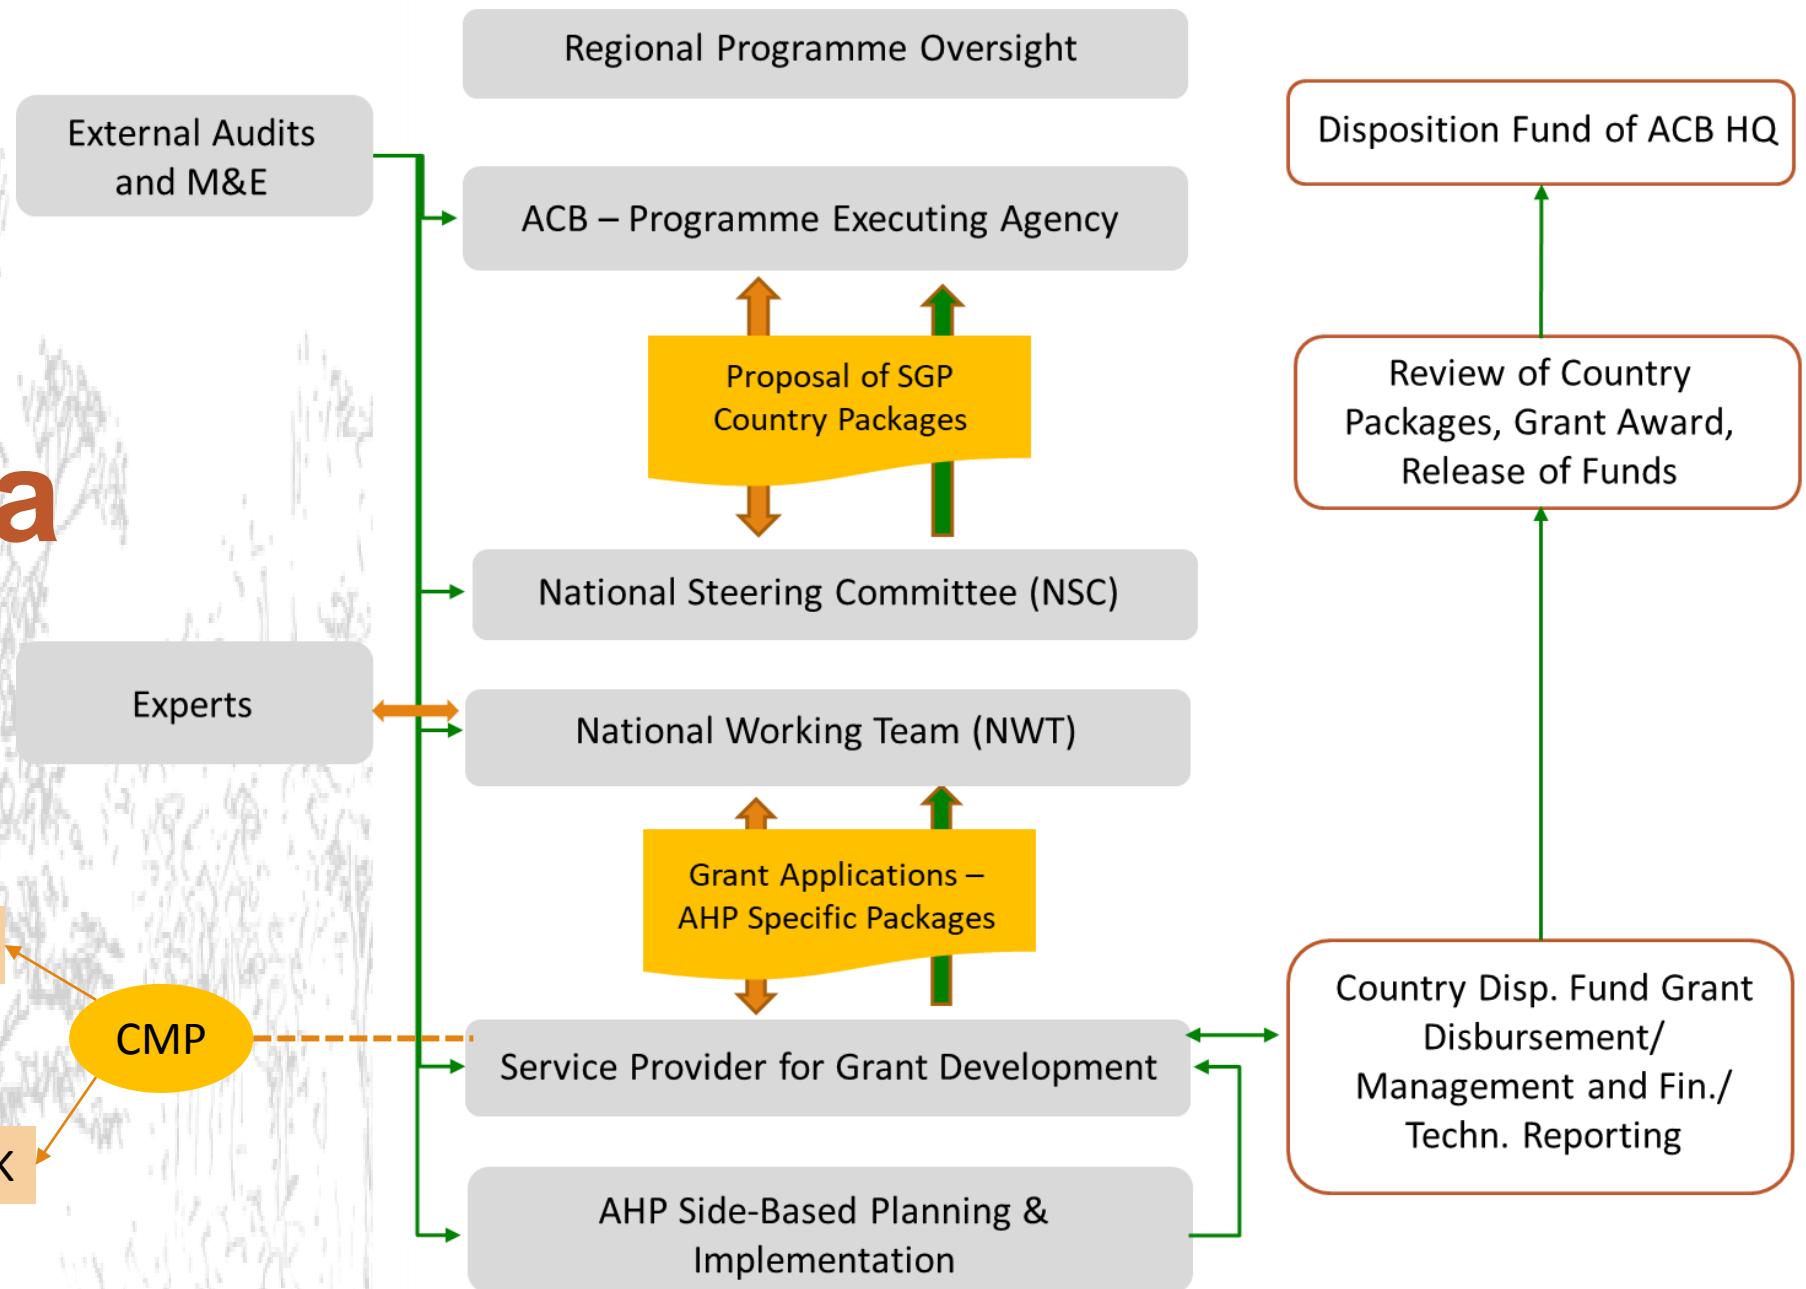 Regional Programme Oversight
External Audits
and M&E
Disposition Fund of ACB HQ
ACB – Programme Executing Agency
Proposal of SGP
Country Packages
Review of Country
Packages, Grant Award,
Release of Funds
a
National Steering Committee (NSC)
Experts
National Working Team (NWT)
Grant Applications –
AHP Specific Packages
CMP
Service Provider for Grant Development
Country Disp. Fund Grant
Disbursement/
Management and Fin./
Techn. Reporting
K
AHP Side-Based Planning &
Implementation